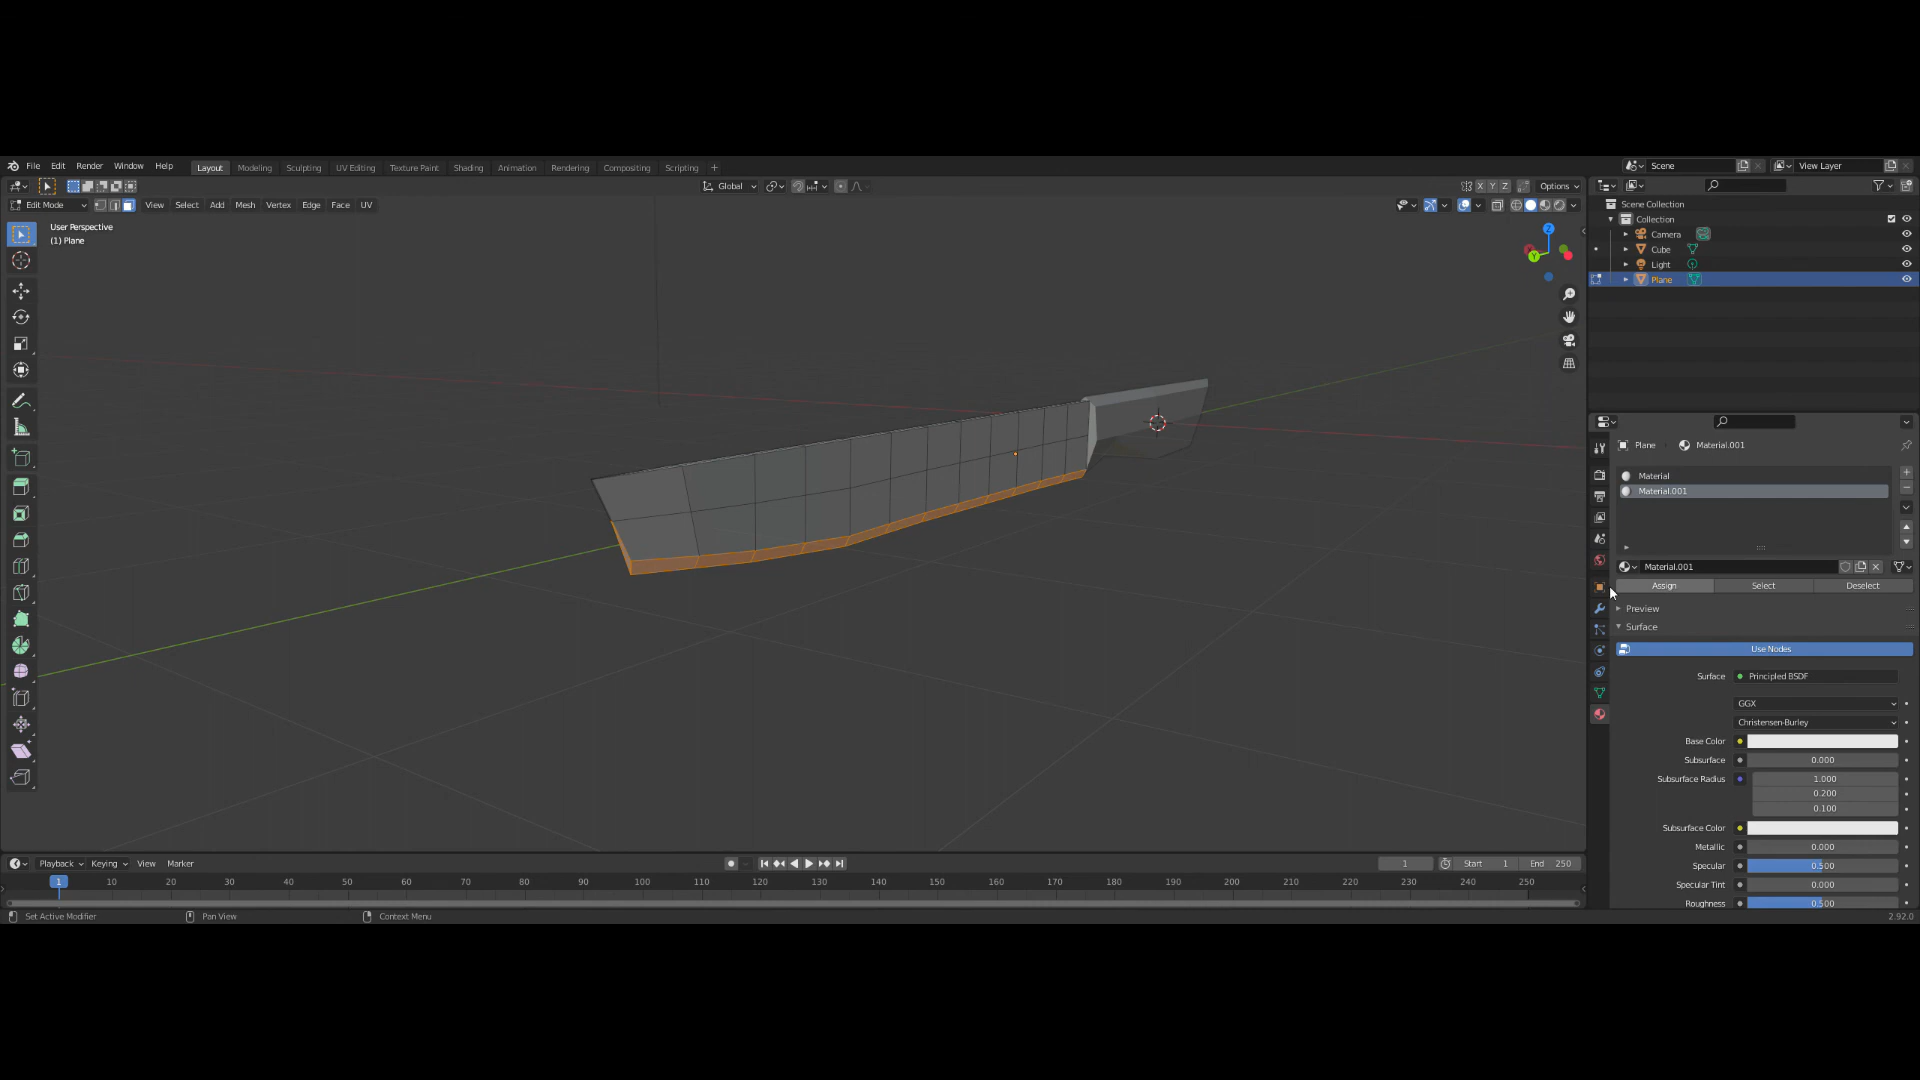 File Edit Render Window Help Layout Modeling Sculpting UV Editing Texture Paint Shading Animation Rendering Compositing Scripting + Scene View Layer
Global X Y Z Options
Edit Mode View Select Add Mesh Vertex Edge Face UV
User Perspective
(1) Plane
Z
Y
Scene Collection
Collection
Camera
Cube
Light
Plane
Plane Material.001
Material
Material.001
Material.001
Assign Select Deselect
Preview
Surface
Use Nodes
Surface Principled BSDF
GGX
Christensen-Burley
Base Color
Subsurface 0.000
Subsurface Radius 1.000
0.200
0.100
Subsurface Color
Metallic 0.000
Specular 0.500
Specular Tint 0.000
Roughness 0.500
Playback Keying View Marker 1 Start 1 End 250
1 10 20 30 40 50 60 70 80 90 100 110 120 130 140 150 160 170 180 190 200 210 220 230 240 250
Set Active Modifier Pan View Context Menu 2.92.0